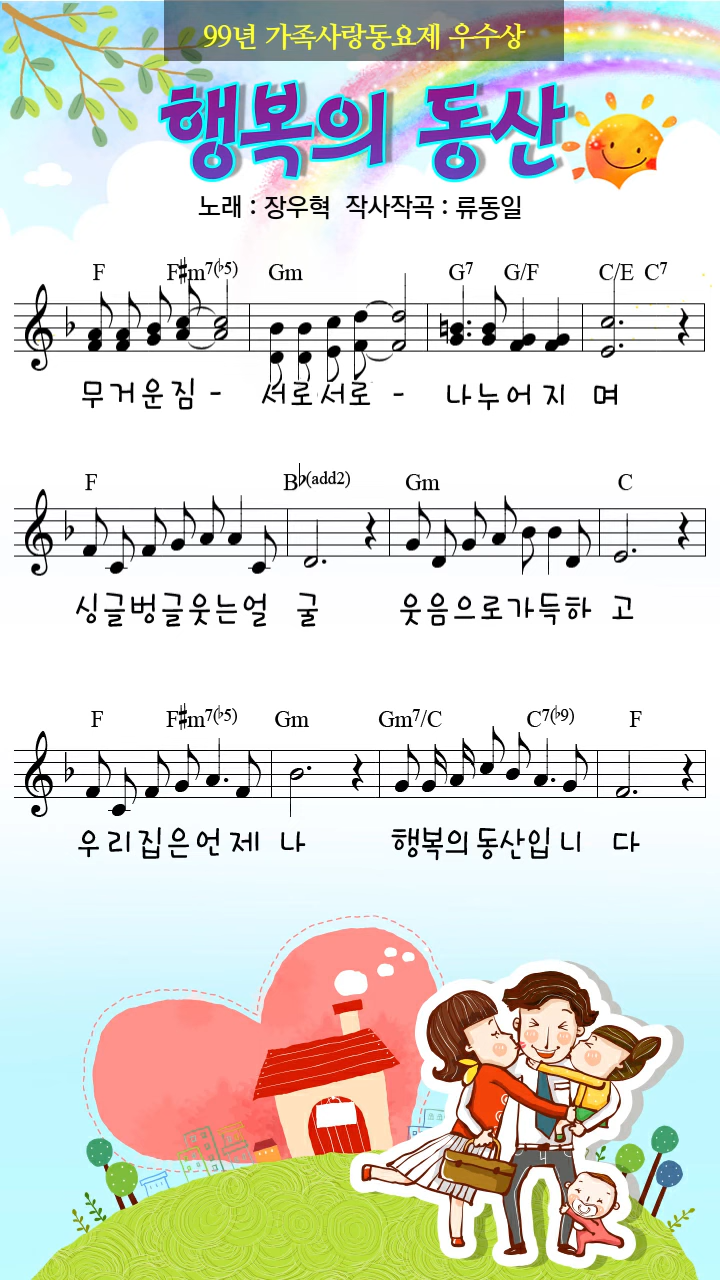 99년 가족사랑동요제 우수상
행복의 동산
노래 : 장우혁 작사작곡 : 류동일
F F♯m7(♭5) Gm G7 G/F C/E C7
무거운짐 - 서로서로 - 나누어지 며
F B♭(add2) Gm C
싱글벙글웃는얼 굴 웃음으로가득하 고
F F♯m7(♭5) Gm Gm7/C C7(♭9) F
우리집은언제 나 행복의동산입니 다